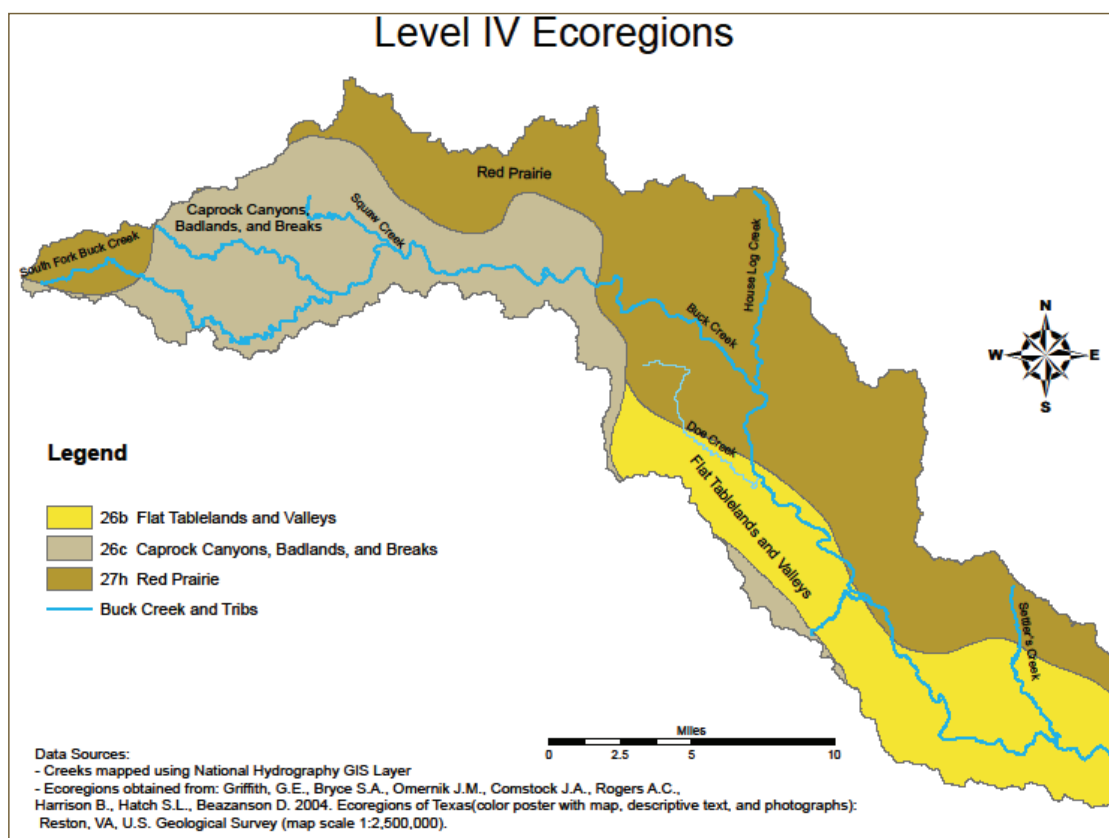 Level IV Ecoregions
Red Prairie
Caprock Canyons,
Badlands, and Breaks
Squaw Creek
South Fork Buck Creek
House Log Creek
Buck Creek
N
W E
S
Doe Creek
Flat Tablelands and Valleys
Settler's Creek
Legend
26b Flat Tablelands and Valleys
26c Caprock Canyons, Badlands, and Breaks
27h Red Prairie
Buck Creek and Tribs
Miles
0 2.5 5 10
Data Sources:
- Creeks mapped using National Hydrography GIS Layer
- Ecoregions obtained from: Griffith, G.E., Bryce S.A., Omernik J.M., Comstock J.A., Rogers A.C.,
Harrison B., Hatch S.L., Beazanson D. 2004. Ecoregions of Texas(color poster with map, descriptive text, and photographs):
Reston, VA, U.S. Geological Survey (map scale 1:2,500,000).